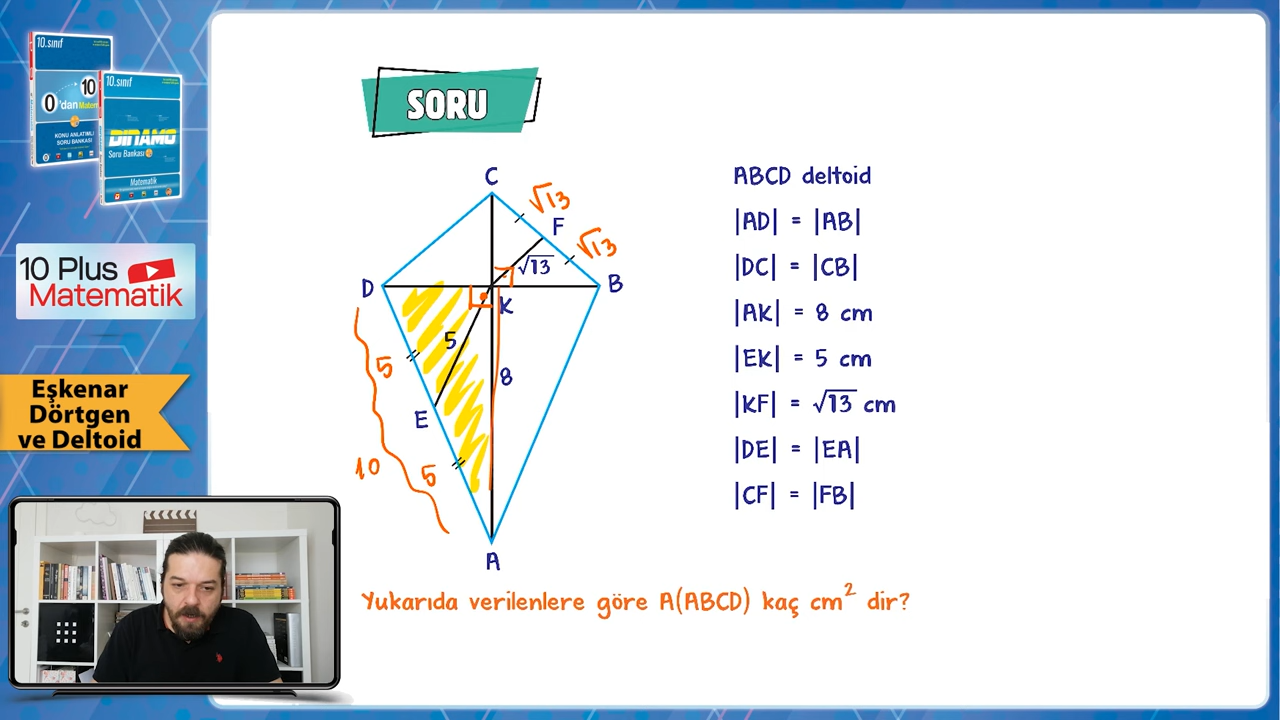 10.sınıf
0'dan 10
KONU ANLATIMLI
SORU BANKASI
10.sınıf
DİNAMO
Soru Bankası
Matematik
10 Plus
Matematik
Eşkenar
Dörtgen
ve Deltoid
SORU
C
√13
F
√13
√13
D
B
K
5
5
8
E
10
5
A
ABCD deltoid
|AD| = |AB|
|DC| = |CB|
|AK| = 8 cm
|EK| = 5 cm
|KF| = √13 cm
|DE| = |EA|
|CF| = |FB|
Yukarıda verilenlere göre A(ABCD) kaç cm² dir?